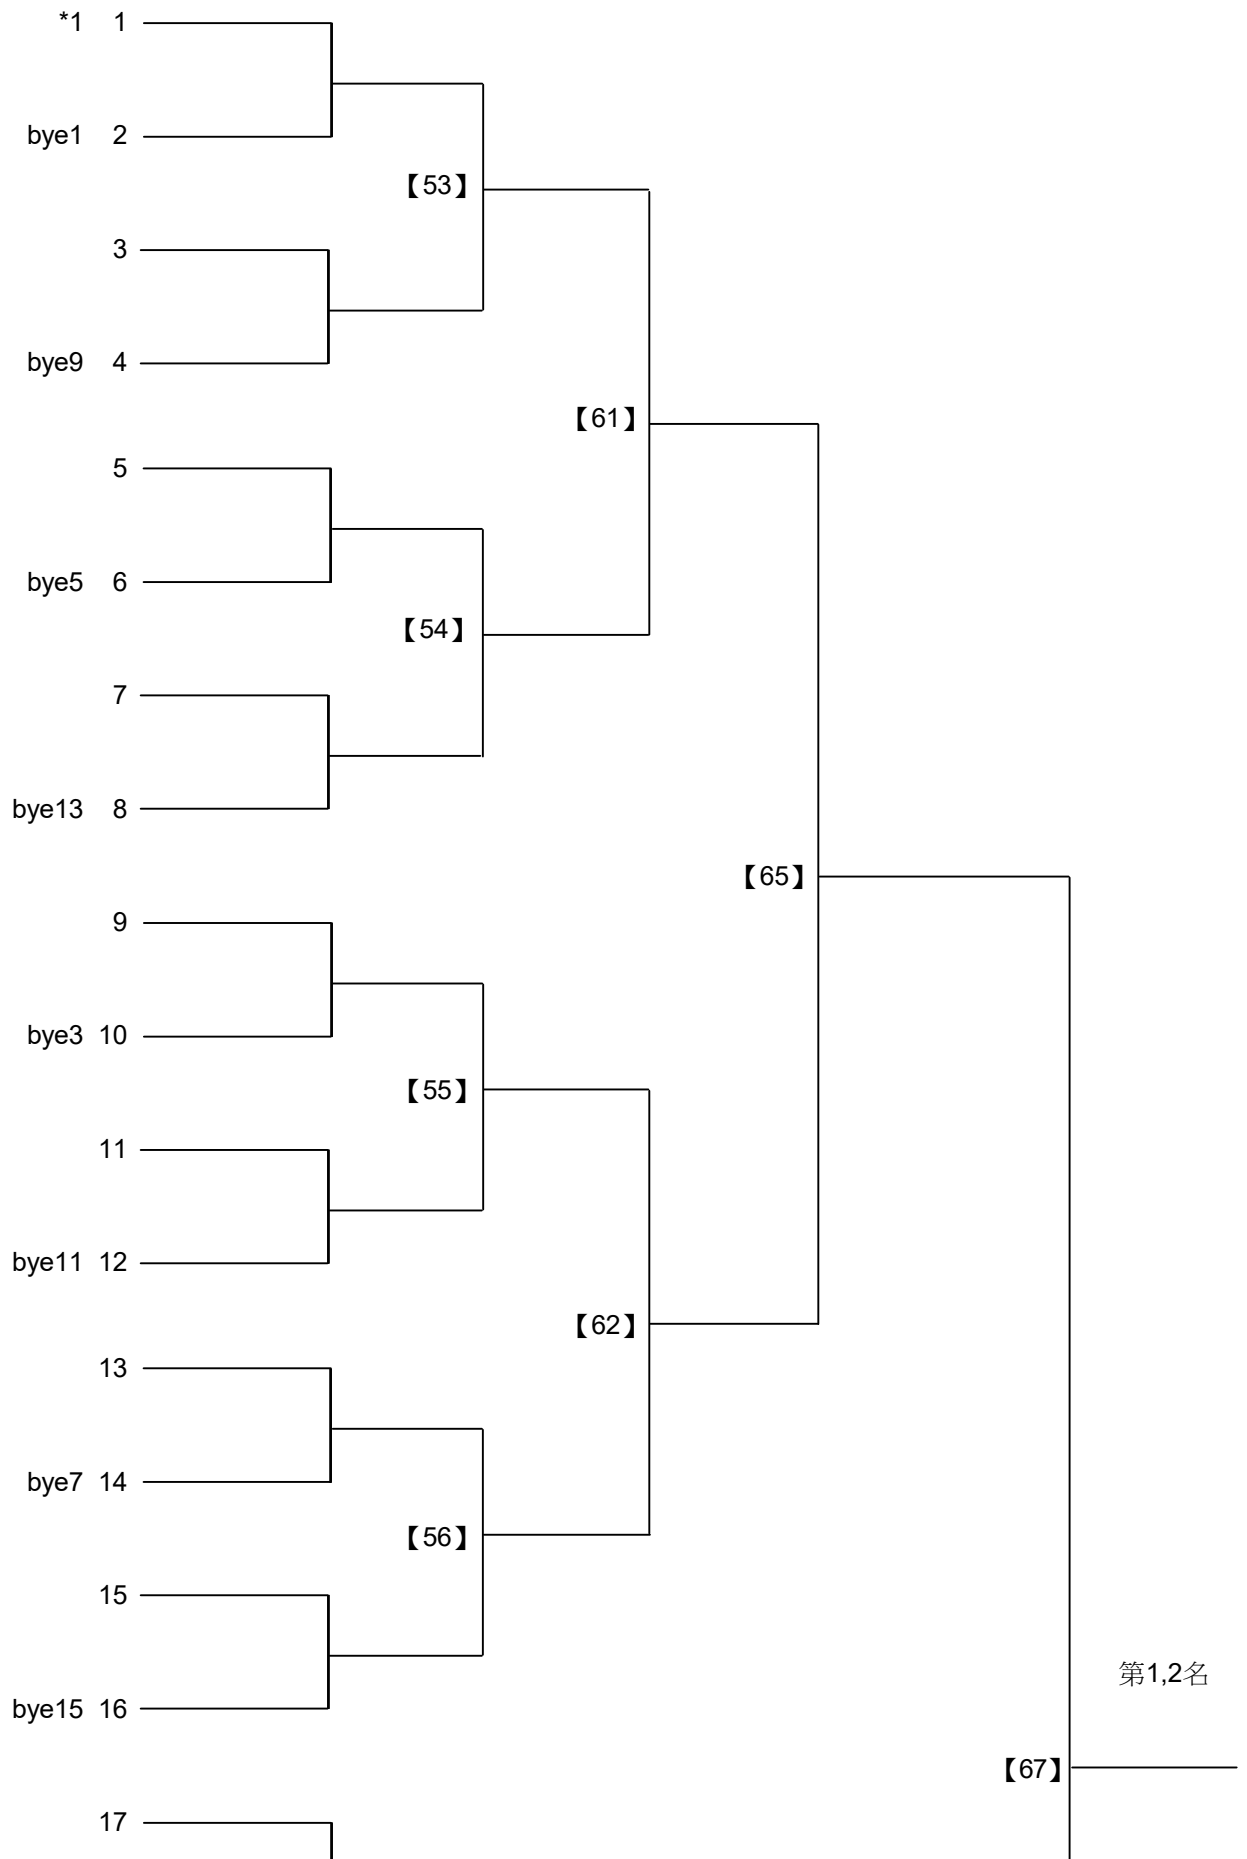 *1 1
bye1 2
【53】
3
bye9 4
【61】
5
bye5 6
【54】
7
bye13 8
【65】
9
bye3 10
【55】
11
bye11 12
【62】
13
bye7 14
【56】
15
第1,2名
bye15 16
【67】
17